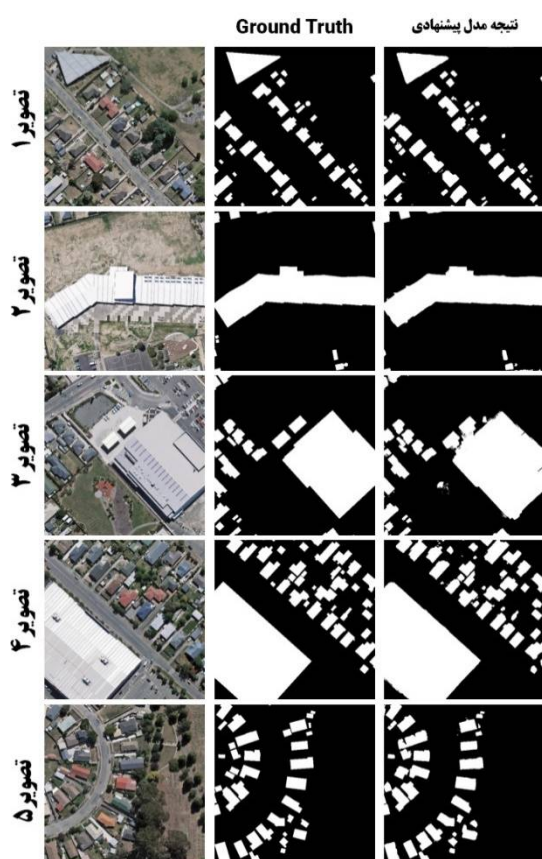 Ground Truth
نتیجه مدل پیشنهادی
تصویر ۱
تصویر ۲
تصویر ۳
تصویر ۴
تصویر ۵